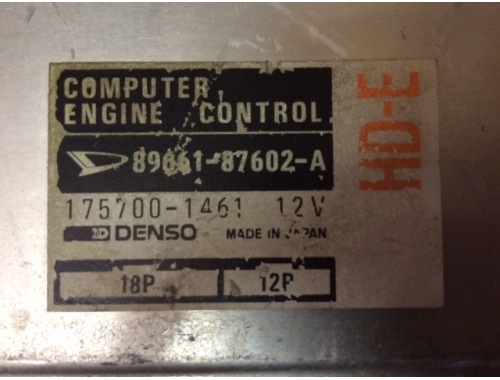 COMPUTER,
ENGINE CONTROL
89661-87602-A
175700-1461 12V
DENSO MADE IN JAPAN
18P 12P
HD-E